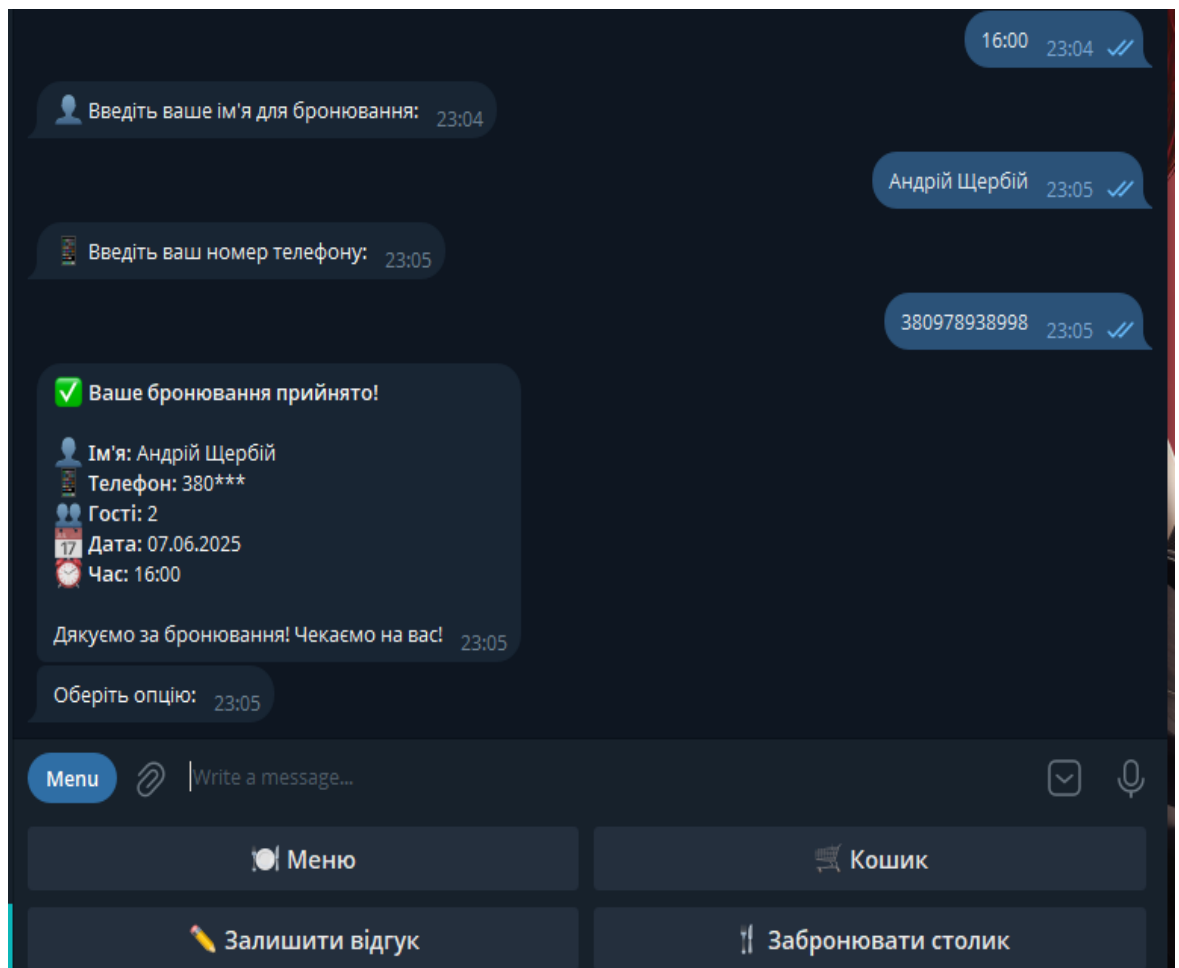 16:00 23:04
Введіть ваше ім'я для бронювання: 23:04
Андрій Щербій 23:05
Введіть ваш номер телефону: 23:05
380978938998 23:05
Ваше бронювання прийнято!
Ім'я: Андрій Щербій
Телефон: 380***
Гості: 2
17 Дата: 07.06.2025
Час: 16:00
Дякуємо за бронювання! Чекаємо на вас! 23:05
Оберіть опцію: 23:05
Menu Write a message...
Меню Кошик
Залишити відгук Забронювати столик